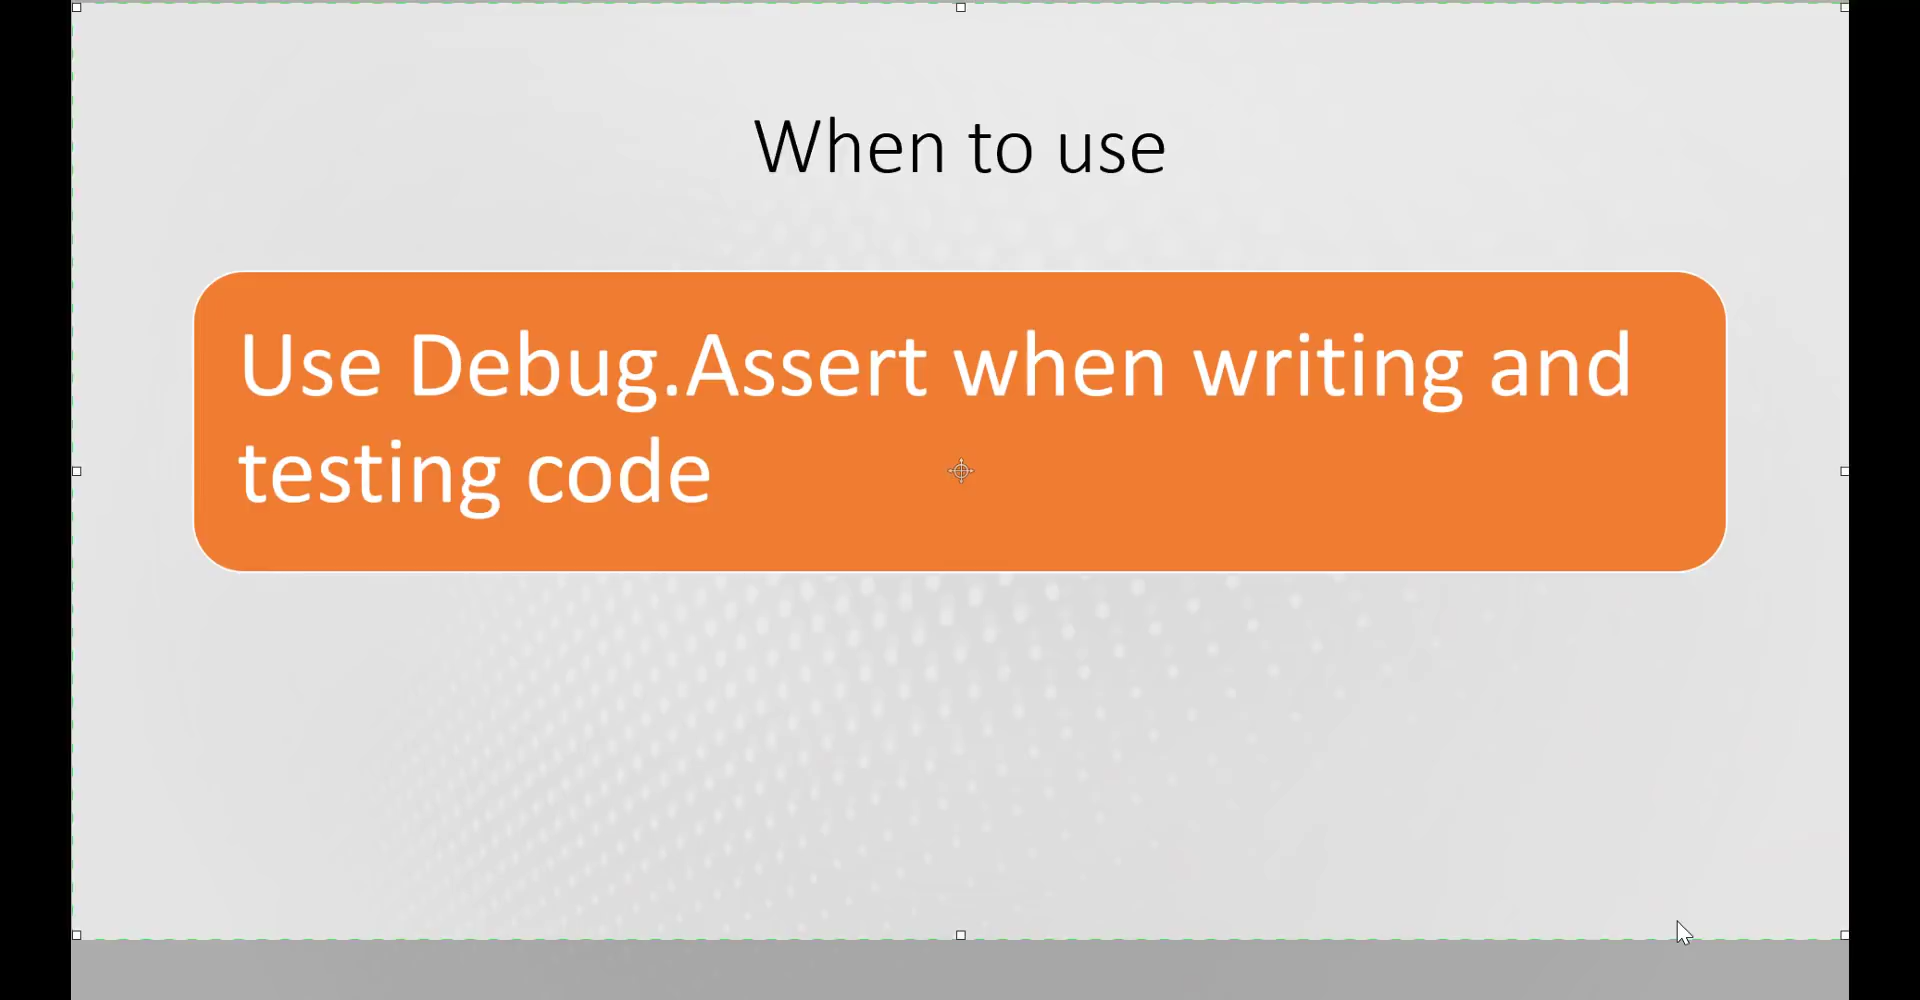 When to use
Use Debug.Assert when writing and
testing code